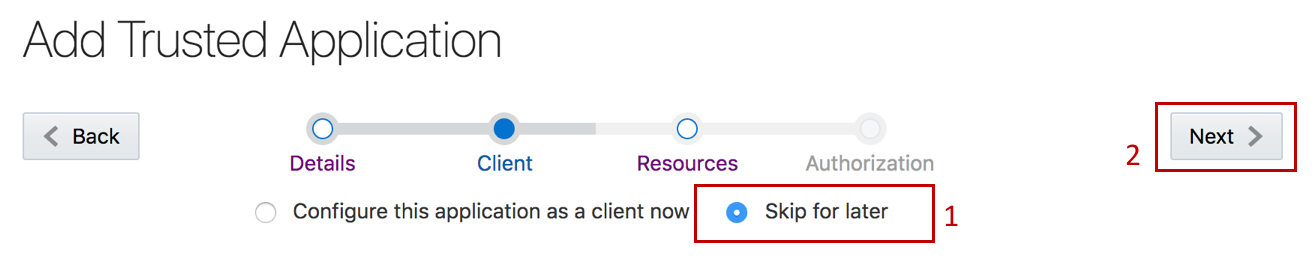 Add Trusted Application
Back
Details
Client
Resources
Authorization
2
Next
Configure this application as a client now
Skip for later
1